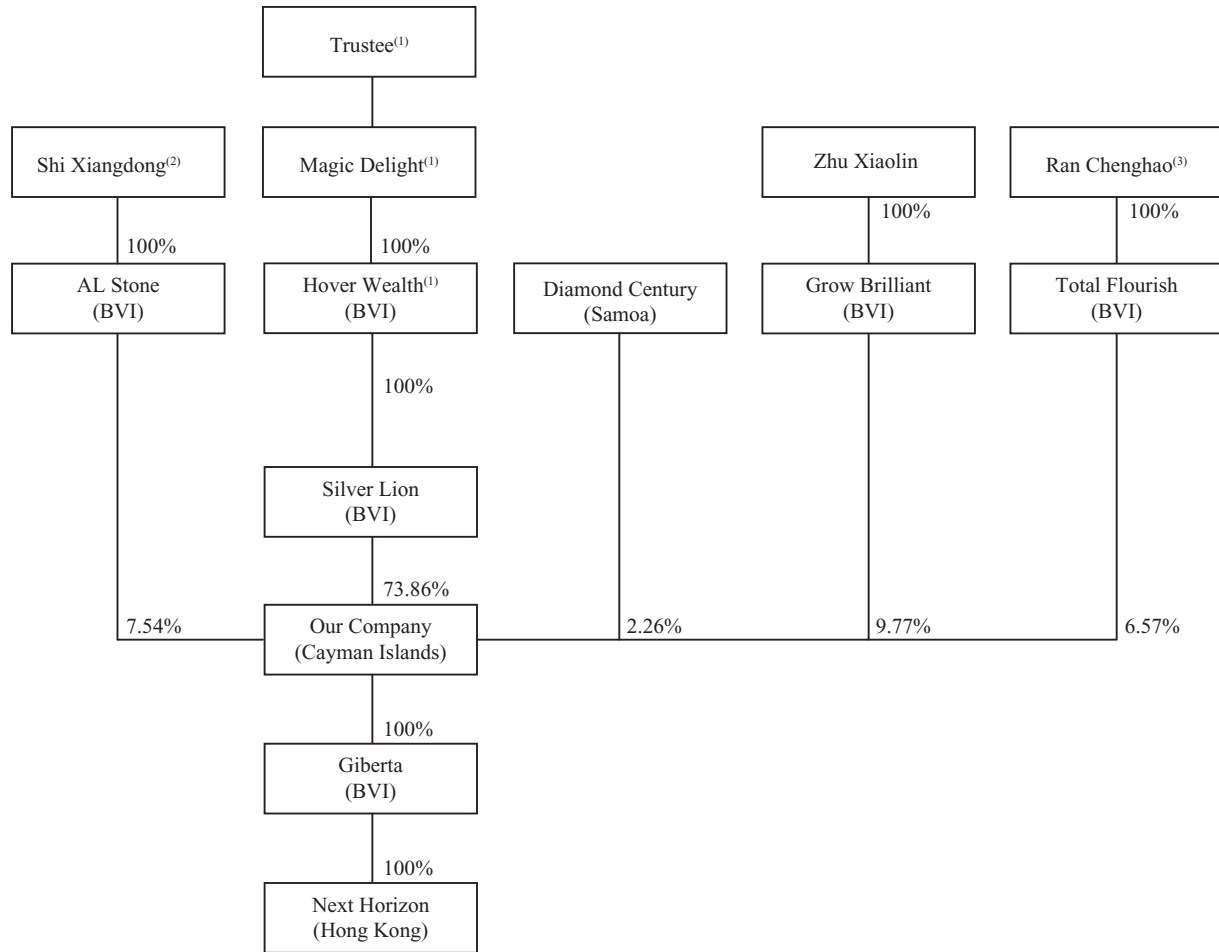 Trustee(1)
Shi Xiangdong(2)
Magic Delight(1)
Zhu Xiaolin
Ran Chenghao(3)
100%
100%
100%
100%
AL Stone
(BVI)
Hover Wealth(1)
(BVI)
Diamond Century
(Samoa)
Grow Brilliant
(BVI)
Total Flourish
(BVI)
100%
Silver Lion
(BVI)
73.86%
7.54%
Our Company
(Cayman Islands)
2.26%
9.77%
6.57%
100%
Giberta
(BVI)
100%
Next Horizon
(Hong Kong)